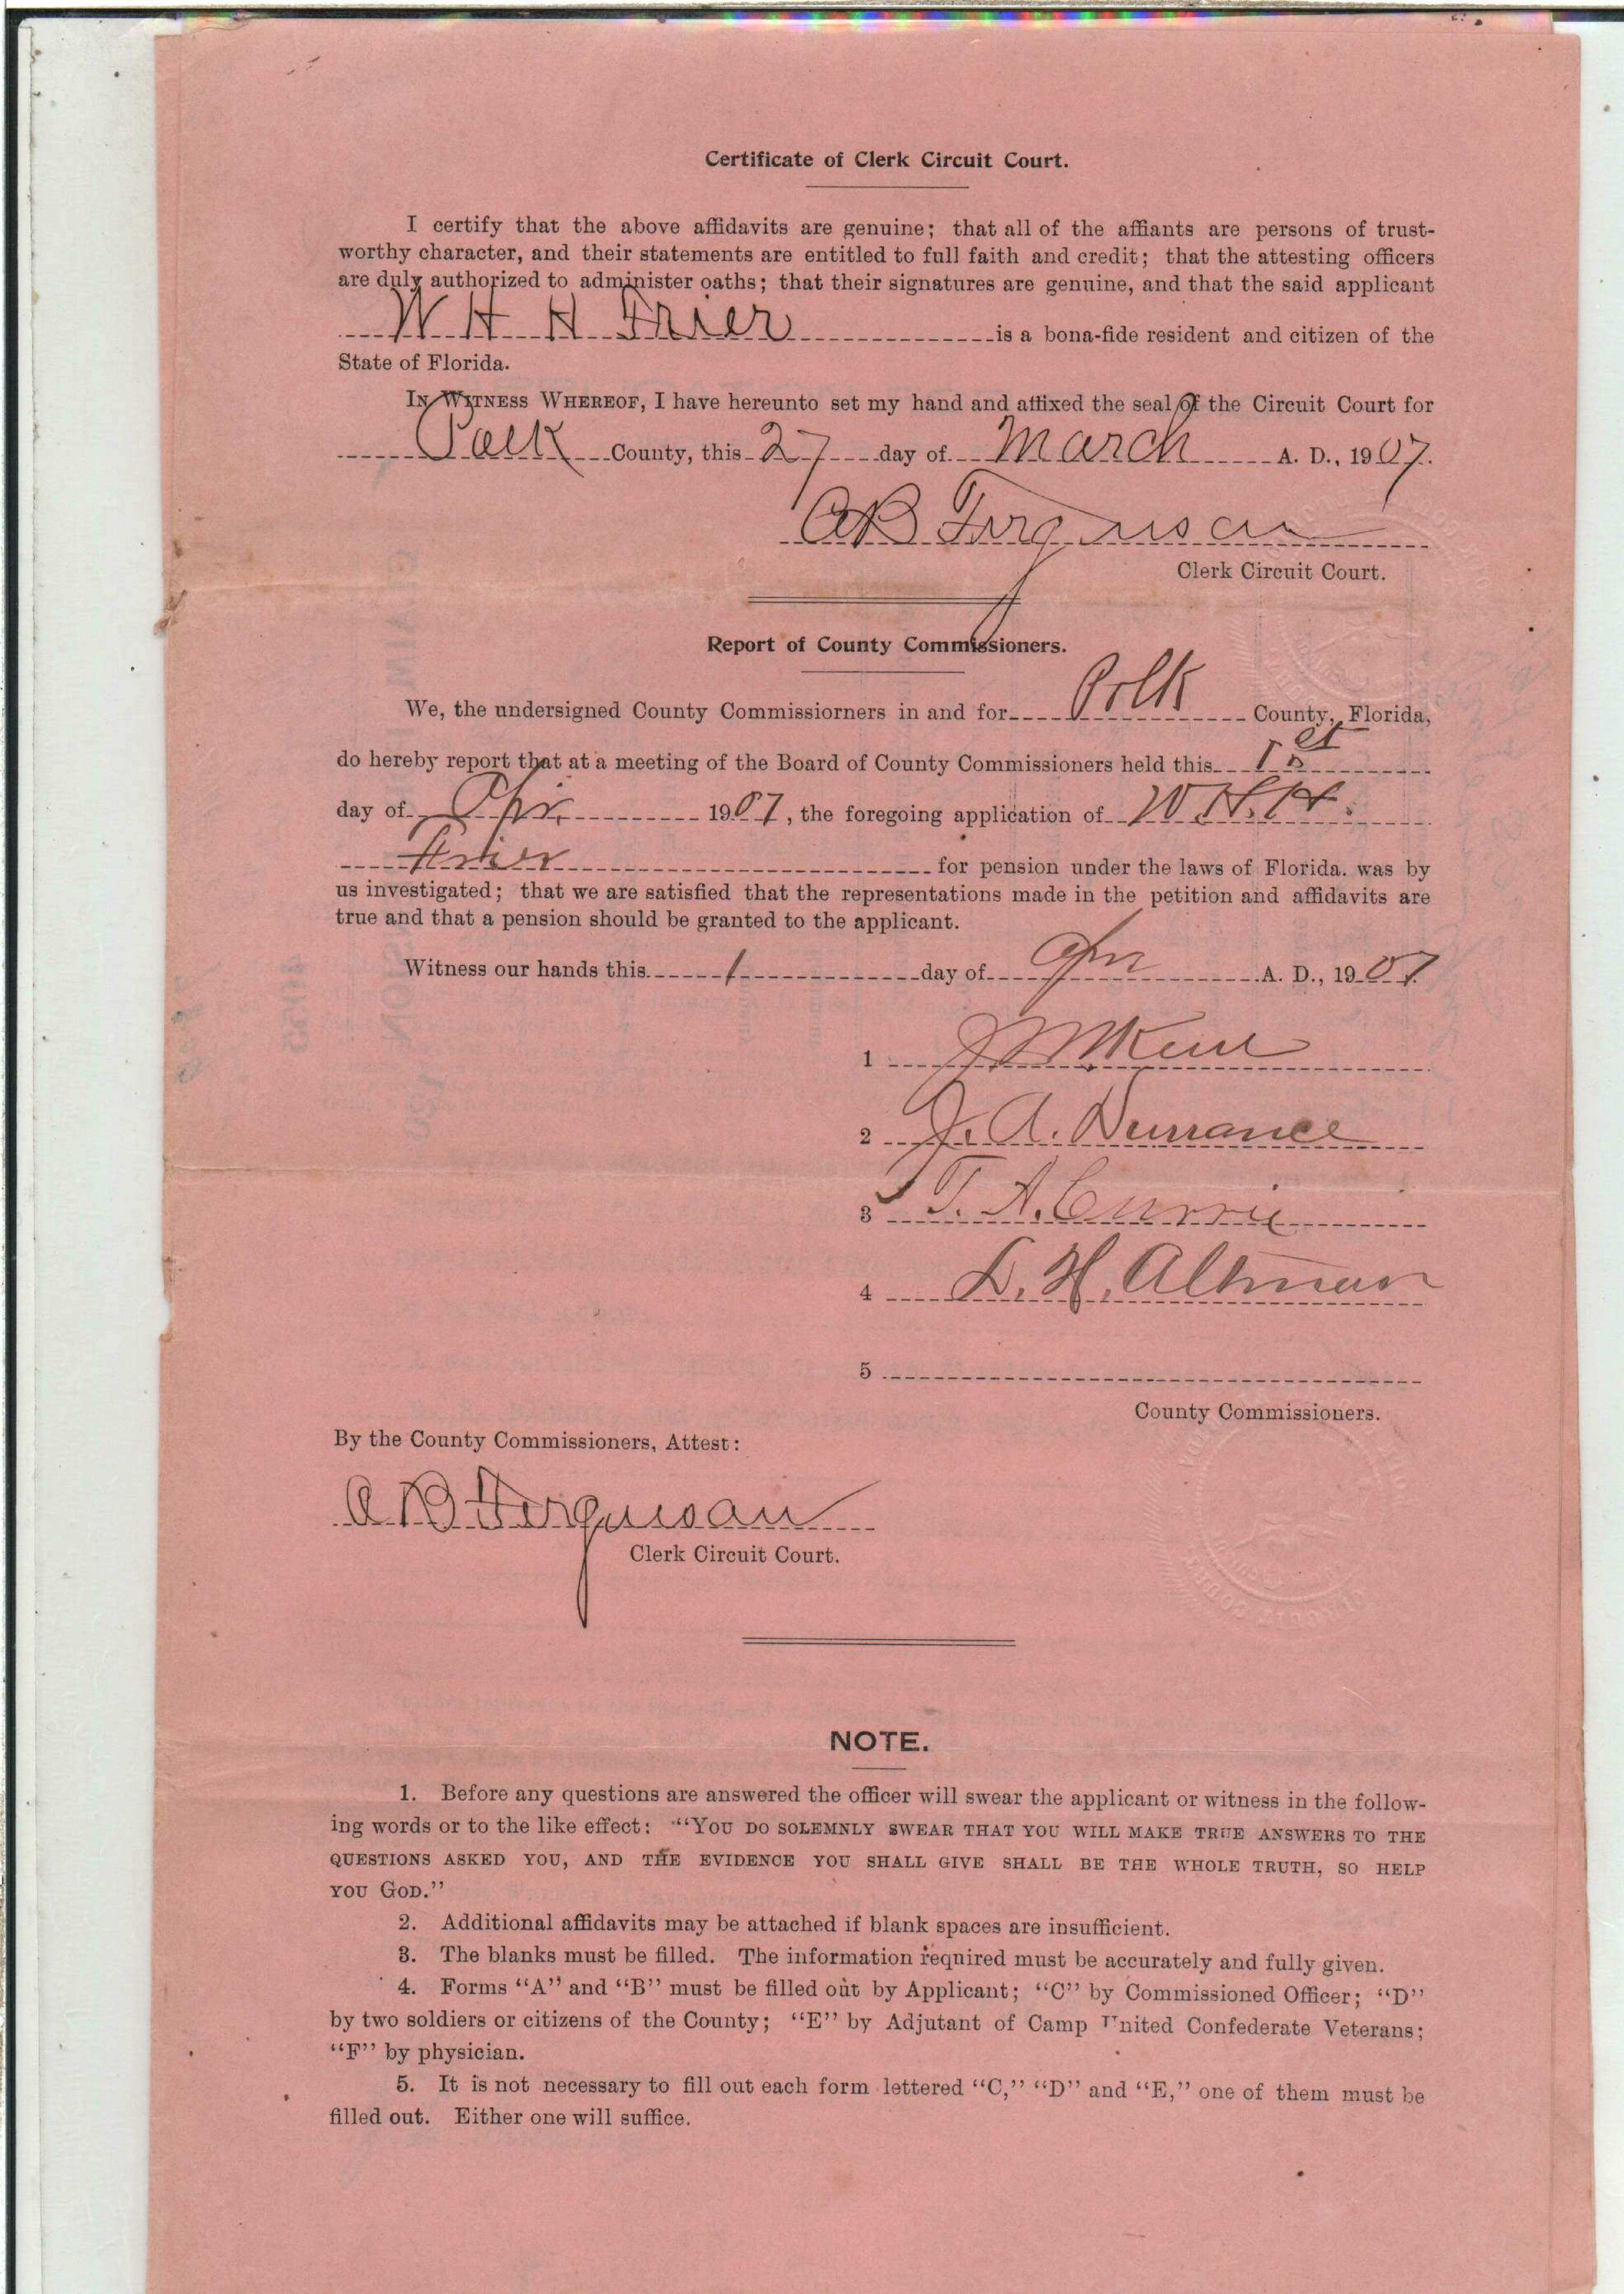 Certificate of Clerk Circuit Court.
I certify that the above affidavits are genuine; that all of the affiants are persons of trust-
worthy character, and their statements are entitled to full faith and credit; that the attesting officers
are duly authorized to administer oaths; that their signatures are genuine, and that the said applicant
W H H Frier is a bona-fide resident and citizen of the
State of Florida.
IN WITNESS WHEREOF, I have hereunto set my hand and affixed the seal of the Circuit Court for
Polk County, this 27 day of March A. D., 1907.
A B Ferguson
Clerk Circuit Court.
Report of County Commissioners.
We, the undersigned County Commissiorners in and for Polk County, Florida,
do hereby report that at a meeting of the Board of County Commissioners held this 1st
day of Apr. 1907, the foregoing application of W H. H.
Frier for pension under the laws of Florida. was by
us investigated; that we are satisfied that the representations made in the petition and affidavits are
true and that a pension should be granted to the applicant.
Witness our hands this 1 day of Apr A. D., 1907.
1
2 J. A. Durrance
3 T. A. Currie
4 D. H. Altman
5
County Commissioners.
By the County Commissioners, Attest:
A B Ferguson
Clerk Circuit Court.
NOTE.
1. Before any questions are answered the officer will swear the applicant or witness in the follow-
ing words or to the like effect: "YOU DO SOLEMNLY SWEAR THAT YOU WILL MAKE TRUE ANSWERS TO THE
QUESTIONS ASKED YOU, AND THE EVIDENCE YOU SHALL GIVE SHALL BE THE WHOLE TRUTH, SO HELP
YOU GOD."
2. Additional affidavits may be attached if blank spaces are insufficient.
3. The blanks must be filled. The information required must be accurately and fully given.
4. Forms "A" and "B" must be filled out by Applicant; "C" by Commissioned Officer; "D"
by two soldiers or citizens of the County; "E" by Adjutant of Camp United Confederate Veterans;
"F" by physician.
5. It is not necessary to fill out each form lettered "C," "D" and "E," one of them must be
filled out. Either one will suffice.